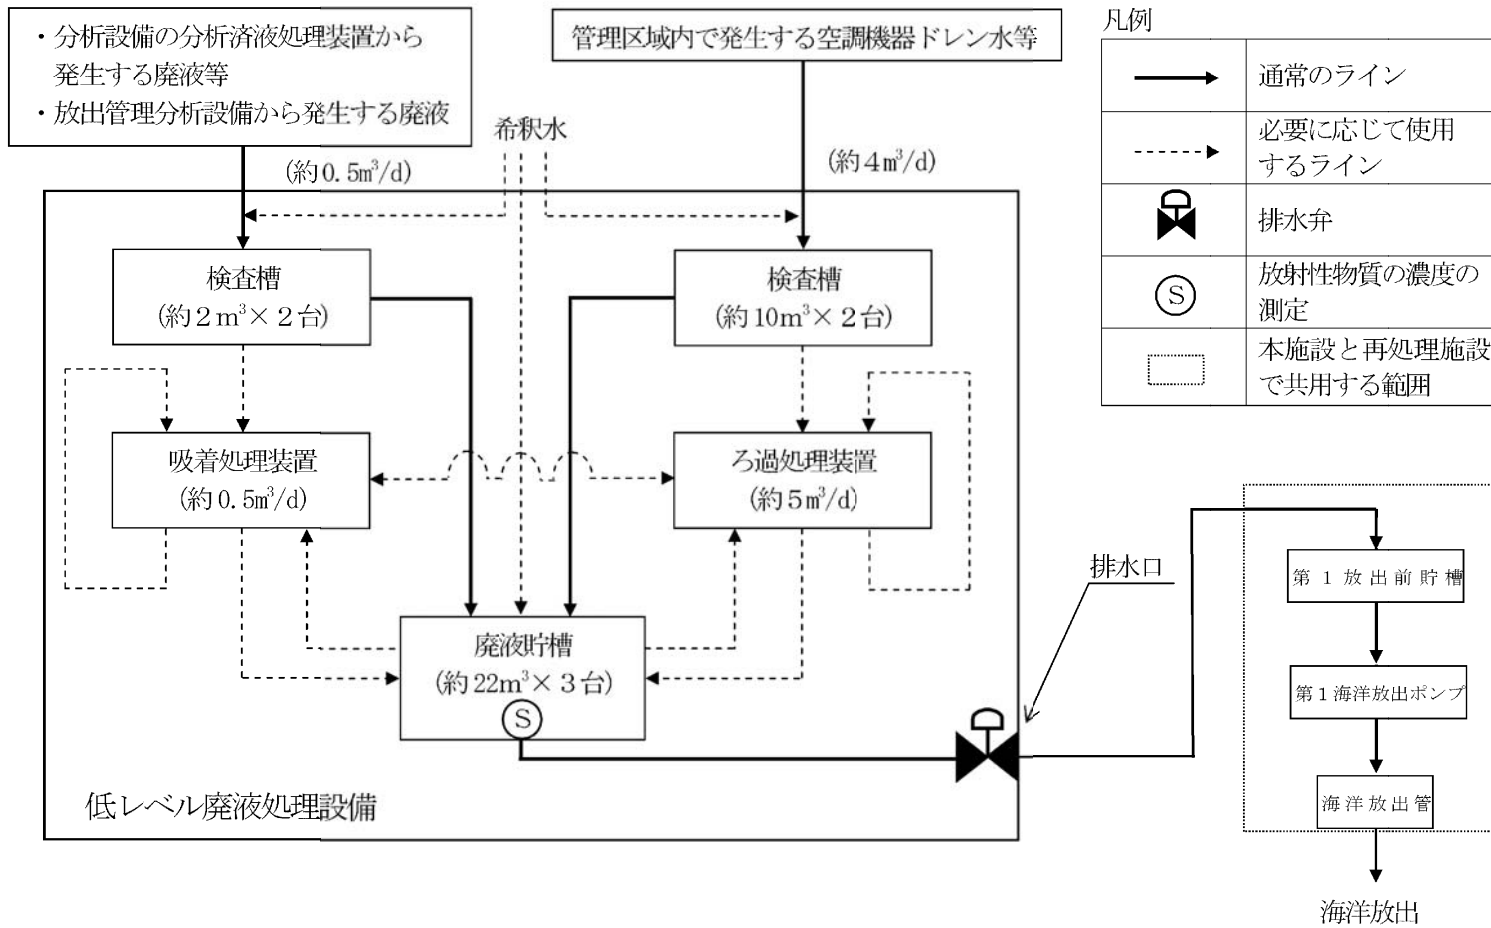 ・分析設備の分析済液処理装置から
発生する廃液等
・放出管理分析設備から発生する廃液
管理区域内で発生する空調機器ドレン水等
希釈水
(約0.5m³/d)
(約4m³/d)
検査槽
(約2m³×2台)
検査槽
(約10m³×2台)
吸着処理装置
(約0.5m³/d)
ろ過処理装置
(約5m³/d)
廃液貯槽
(約22m³×3台)
S
低レベル廃液処理設備
排水口
第1放出前貯槽
第1海洋放出ポンプ
海洋放出管
海洋放出
凡例
通常のライン
必要に応じて使用
するライン
排水弁
S
放射性物質の濃度の
測定
本施設と再処理施設
で共用する範囲